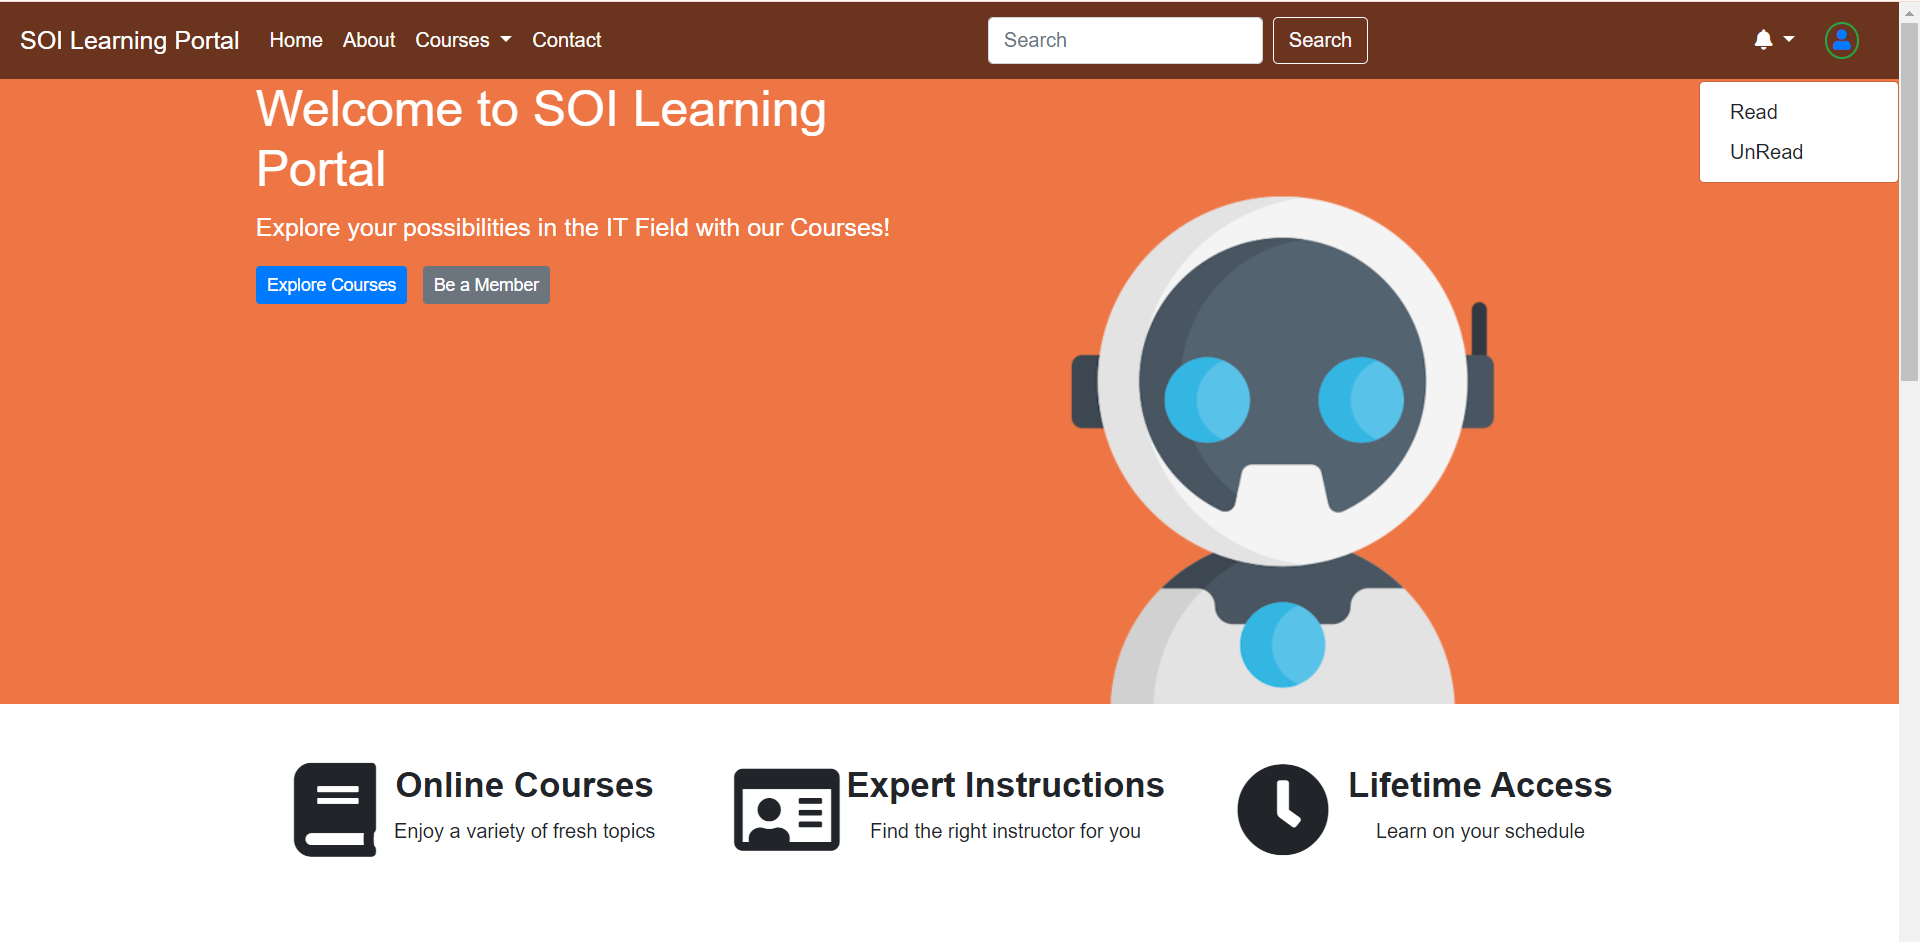 SOI Learning Portal Home About Courses Contact Search Search
Read
UnRead
Welcome to SOI Learning
Portal
Explore your possibilities in the IT Field with our Courses!
Explore Courses Be a Member
Online Courses
Enjoy a variety of fresh topics
Expert Instructions
Find the right instructor for you
Lifetime Access
Learn on your schedule